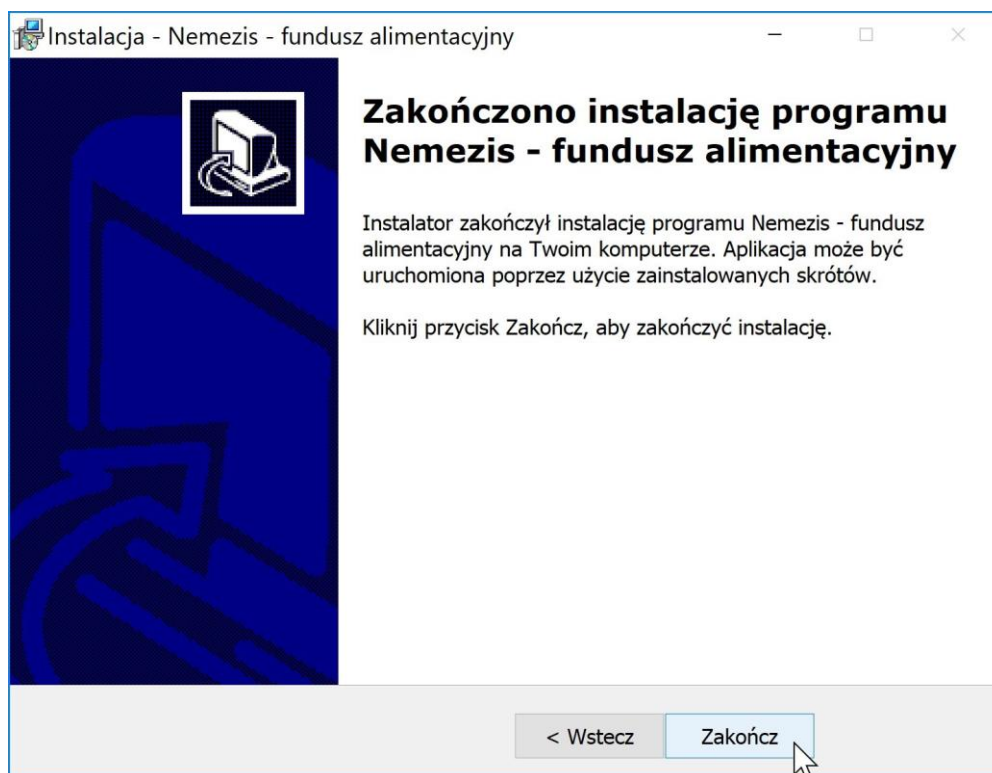 Instalacja - Nemezis - fundusz alimentacyjny
Zakończono instalację programu
Nemezis - fundusz alimentacyjny
Instalator zakończył instalację programu Nemezis - fundusz
alimentacyjny na Twoim komputerze. Aplikacja może być
uruchomiona poprzez użycie zainstalowanych skrótów.
Kliknij przycisk Zakończ, aby zakończyć instalację.
< Wstecz
Zakończ